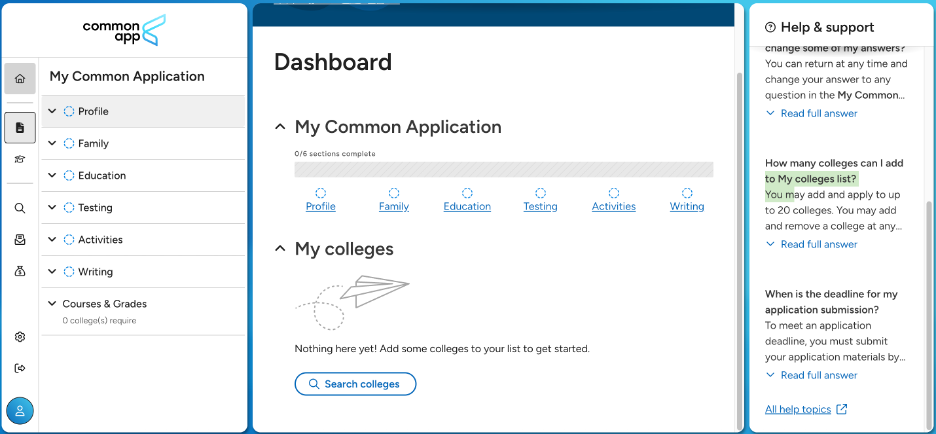 common
app
My Common Application
Profile
Family
Education
Testing
Activities
Writing
Courses & Grades
0 college(s) require
Dashboard
My Common Application
0/6 sections complete
Profile
Family
Education
Testing
Activities
Writing
My colleges
Nothing here yet! Add some colleges to your list to get started.
Search colleges
Help & support
change some of my answers?
You can return at any time and
change your answer to any
question in the My Common...
Read full answer
How many colleges can I add
to My colleges list?
You may add and apply to up
to 20 colleges. You may add
and remove a college at any...
Read full answer
When is the deadline for my
application submission?
To meet an application
deadline, you must submit
your application materials by...
Read full answer
All help topics